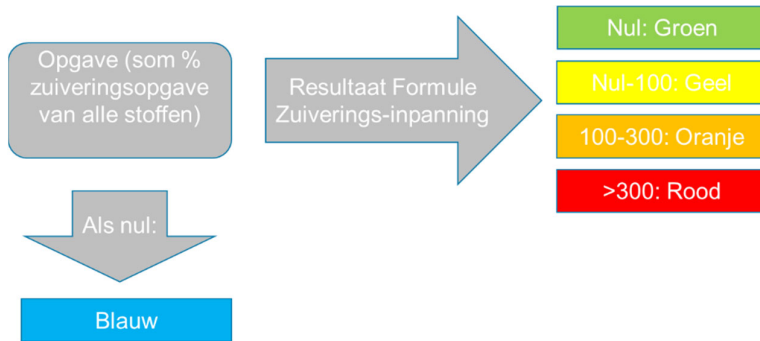 Opgave (som %
zuiveringsopgave
van alle stoffen)
Resultaat Formule
Zuiverings-inpanning
Nul: Groen
Nul-100: Geel
100-300: Oranje
>300: Rood
Als nul:
Blauw